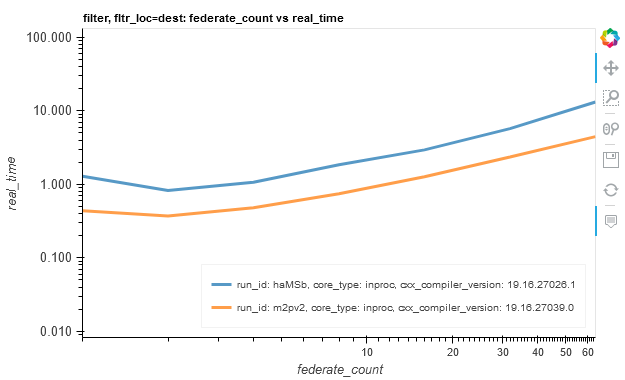 filter, fltr_loc=dest: federate_count vs real_time
100.000
10.000
1.000
0.100
0.010
real_time
run_id: haMSb, core_type: inproc, cxx_compiler_version: 19.16.27026.1
run_id: m2pv2, core_type: inproc, cxx_compiler_version: 19.16.27039.0
10 20 30 40 50 60
federate_count